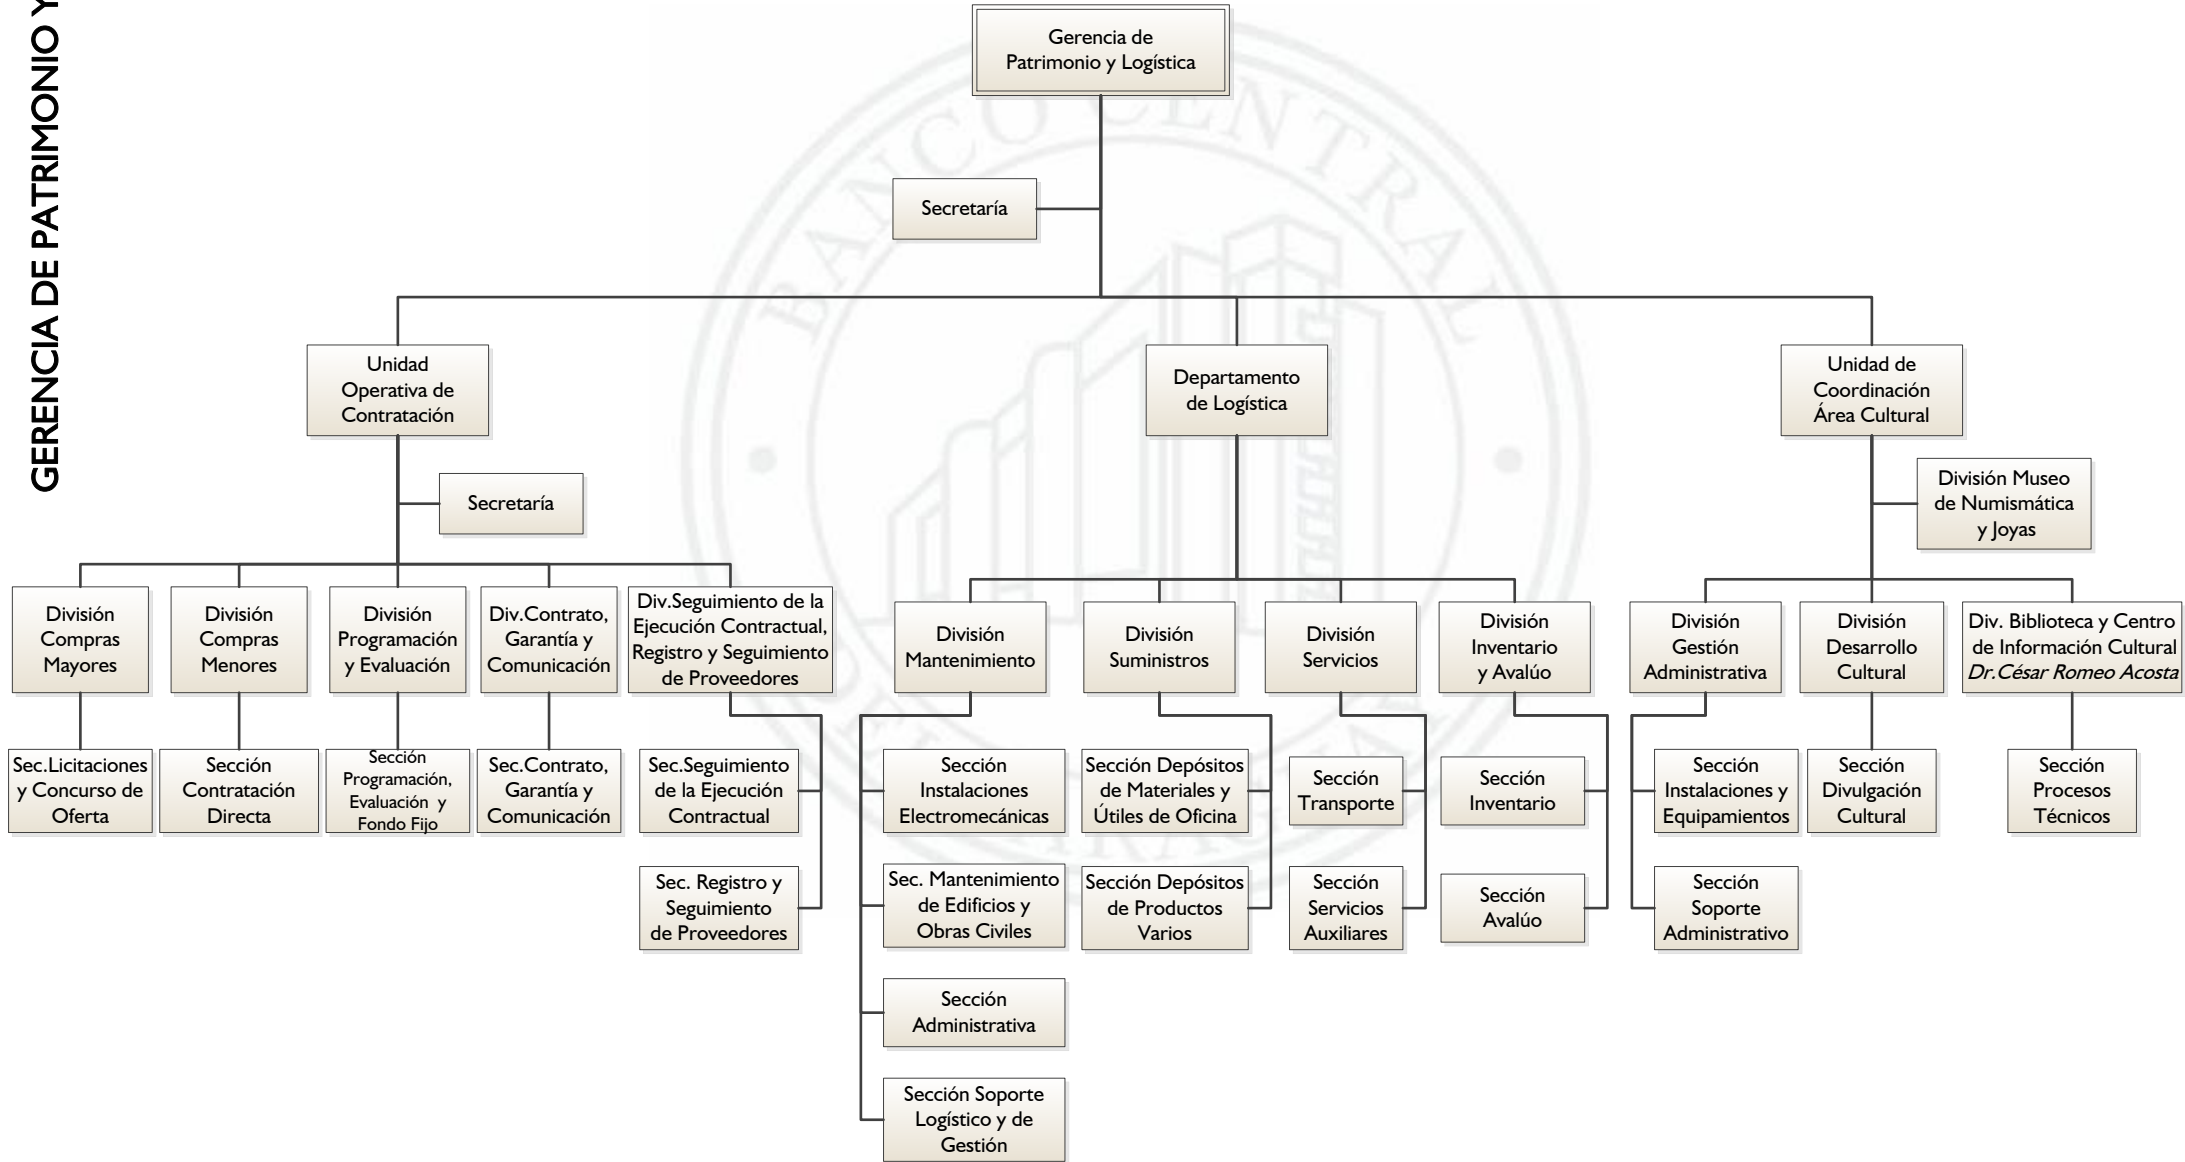 GERENCIA DE PATRIMONIO Y
Gerencia de
Patrimonio y Logística
Secretaría
Unidad
Operativa de
Contratación
Departamento
de Logística
Unidad de
Coordinación
Área Cultural
Secretaría
División Museo
de Numismática
y Joyas
División
Compras
Mayores
División
Compras
Menores
División
Programación
y Evaluación
Div.Contrato,
Garantía y
Comunicación
Div.Seguimiento de la
Ejecución Contractual,
Registro y Seguimiento
de Proveedores
División
Mantenimiento
División
Suministros
División
Servicios
División
Inventario
y Avalúo
División
Gestión
Administrativa
División
Desarrollo
Cultural
Div. Biblioteca y Centro
de Información Cultural
Dr.César Romeo Acosta
Sec.Licitaciones
y Concurso de
Oferta
Sección
Contratación
Directa
Sección
Programación,
Evaluación y
Fondo Fijo
Sec.Contrato,
Garantía y
Comunicación
Sec.Seguimiento
de la Ejecución
Contractual
Sección
Instalaciones
Electromecánicas
Sección Depósitos
de Materiales y
Útiles de Oficina
Sección
Transporte
Sección
Inventario
Sección
Instalaciones y
Equipamientos
Sección
Divulgación
Cultural
Sección
Procesos
Técnicos
Sec. Registro y
Seguimiento
de Proveedores
Sec. Mantenimiento
de Edificios y
Obras Civiles
Sección Depósitos
de Productos
Varios
Sección
Servicios
Auxiliares
Sección
Avalúo
Sección
Soporte
Administrativo
Sección
Administrativa
Sección Soporte
Logístico y de
Gestión
BANCO CENTRAL
DEL PARAGUAY